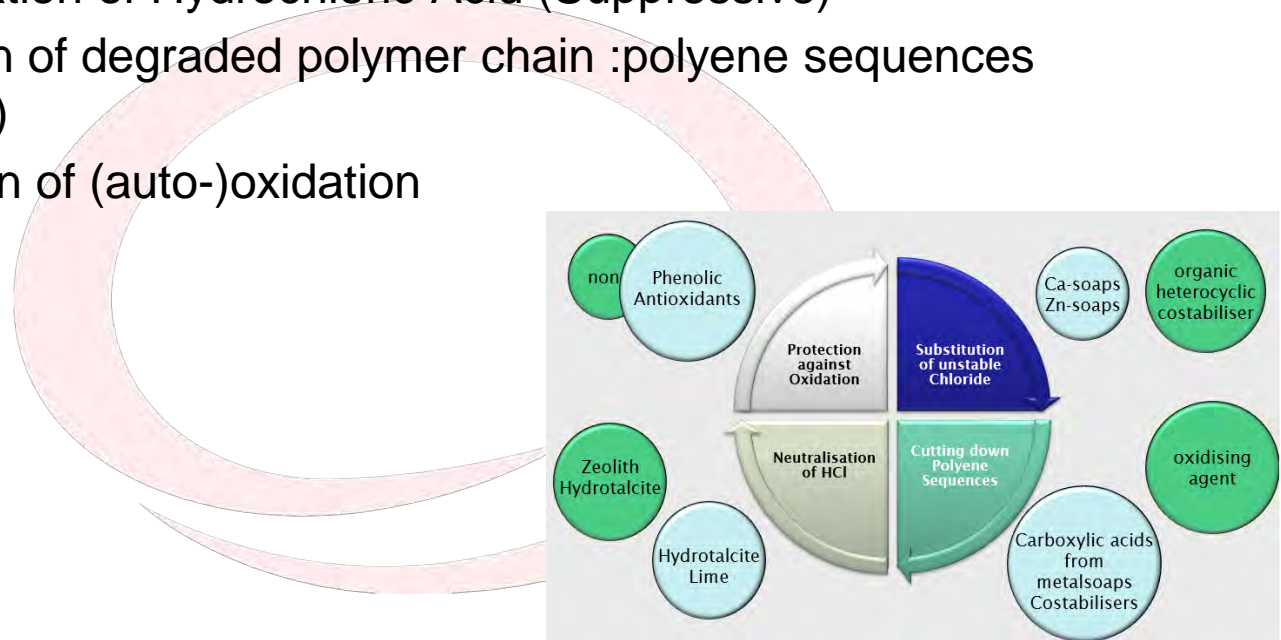 of Hydrochloric Acid (Suppressive)
of degraded polymer chain :polyene sequences
)
of (auto-)oxidation
non
Phenolic
Antioxidants
Ca-soaps
Zn-soaps
organic
heterocyclic
costabiliser
Protection
against
Oxidation
Substitution
of unstable
Chloride
Neutralisation
of HCl
Cutting down
Polyene
Sequences
Zeolith
Hydrotalcite
Hydrotalcite
Lime
oxidising
agent
Carboxylic acids
from
metalsoaps
Costabilisers